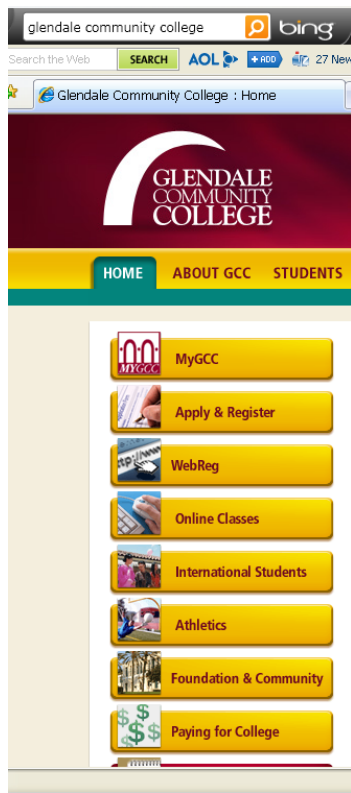 glendale community college
bing
Search the Web
SEARCH
AOL
+ ADD
27 New
Glendale Community College : Home
GLENDALE
COMMUNITY
COLLEGE
HOME
ABOUT GCC
STUDENTS
MYGCC
MyGCC
Apply & Register
http://www
WebReg
Online Classes
International Students
Athletics
Foundation & Community
$ $ $ $
Paying for College